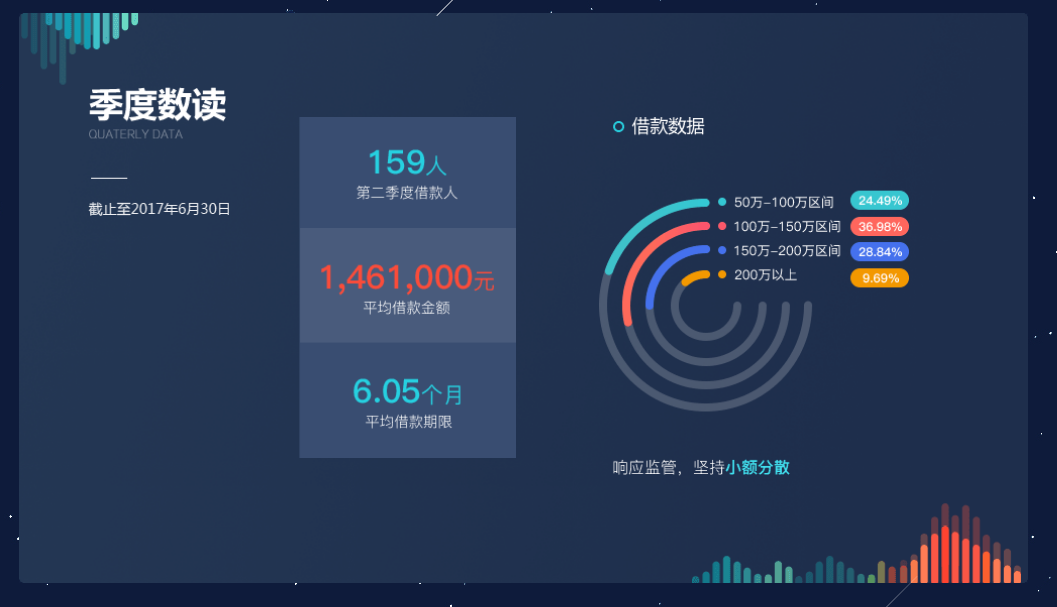 季度数读
QUATERLY DATA
截止至2017年6月30日
159人
第二季度借款人
1,461,000元
平均借款金额
6.05个月
平均借款期限
借款数据
50万-100万区间 24.49%
100万-150万区间 36.98%
150万-200万区间 28.84%
200万以上 9.69%
响应监管，坚持小额分散